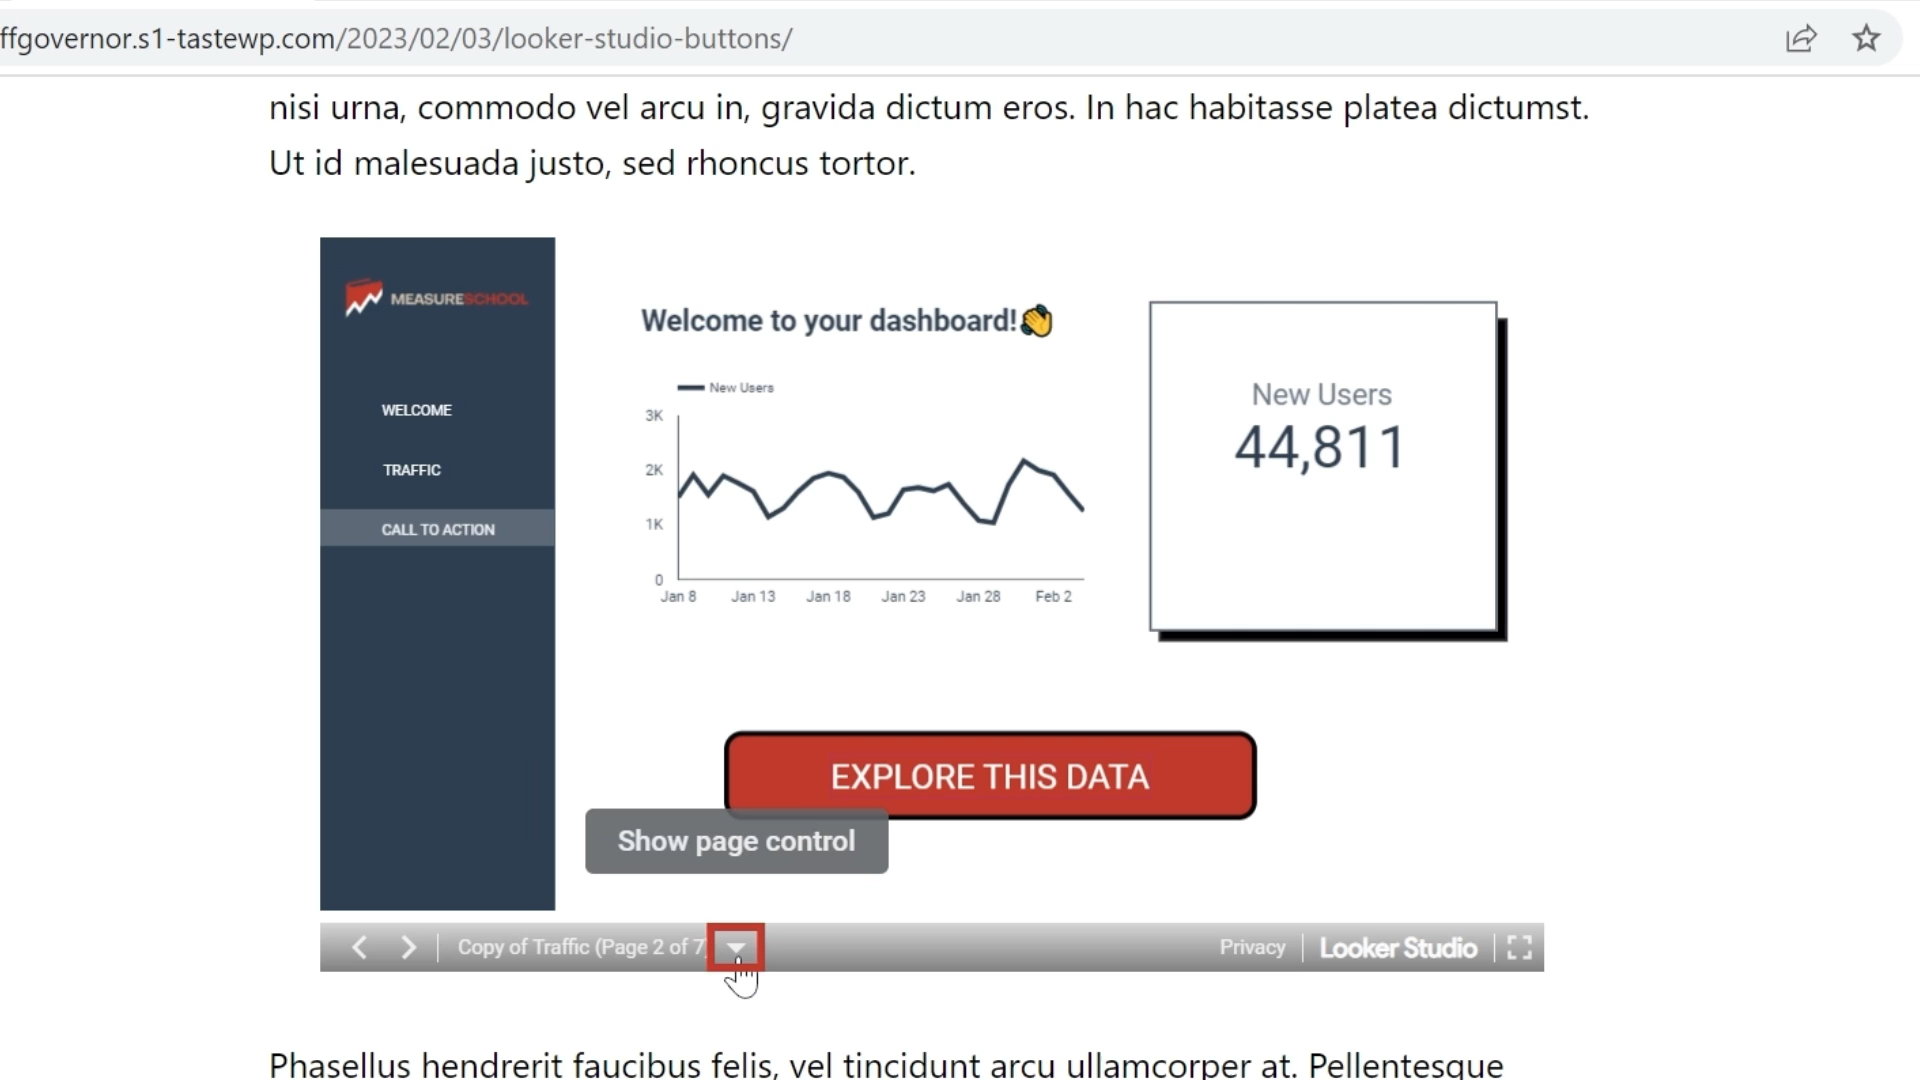 ffgovernor.s1-tastewp.com/2023/02/03/looker-studio-buttons/
nisi urna, commodo vel arcu in, gravida dictum eros. In hac habitasse platea dictumst.
Ut id malesuada justo, sed rhoncus tortor.
MEASURESCHOOL
WELCOME
TRAFFIC
CALL TO ACTION
Welcome to your dashboard!
New Users
3K
2K
1K
0
Jan 8 Jan 13 Jan 18 Jan 23 Jan 28 Feb 2
New Users
44,811
EXPLORE THIS DATA
Show page control
Copy of Traffic (Page 2 of 7)
Privacy
Looker Studio
Phasellus hendrerit faucibus felis, vel tincidunt arcu ullamcorper at. Pellentesque